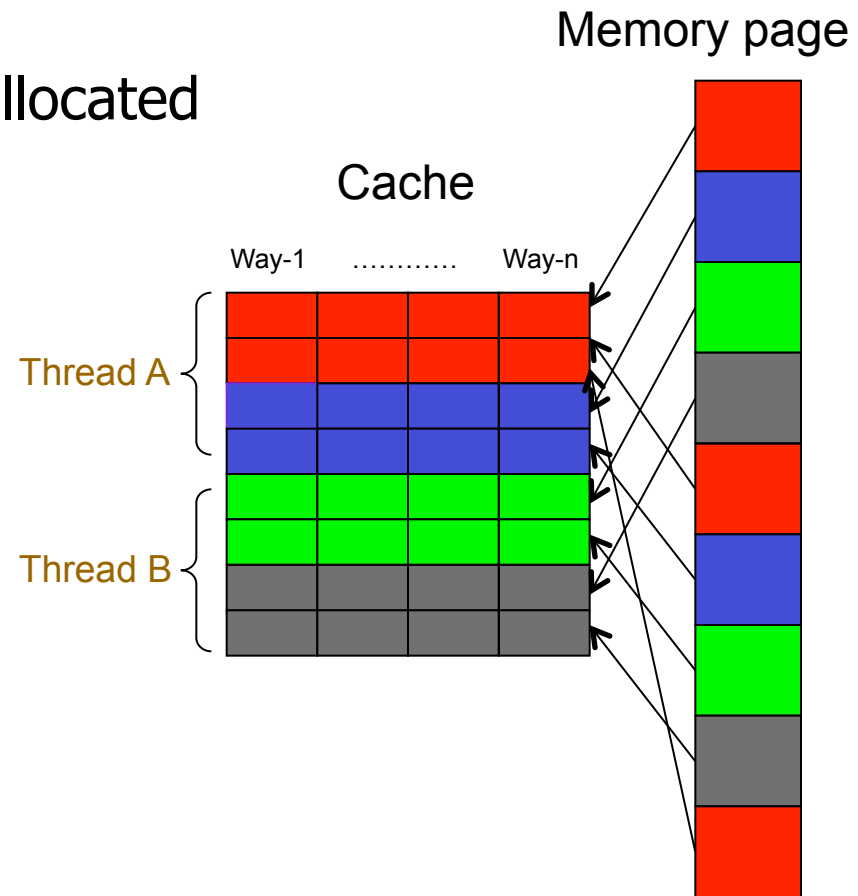 Memory page
llocated
Cache
Way-1 ………… Way-n
Thread A
Thread B